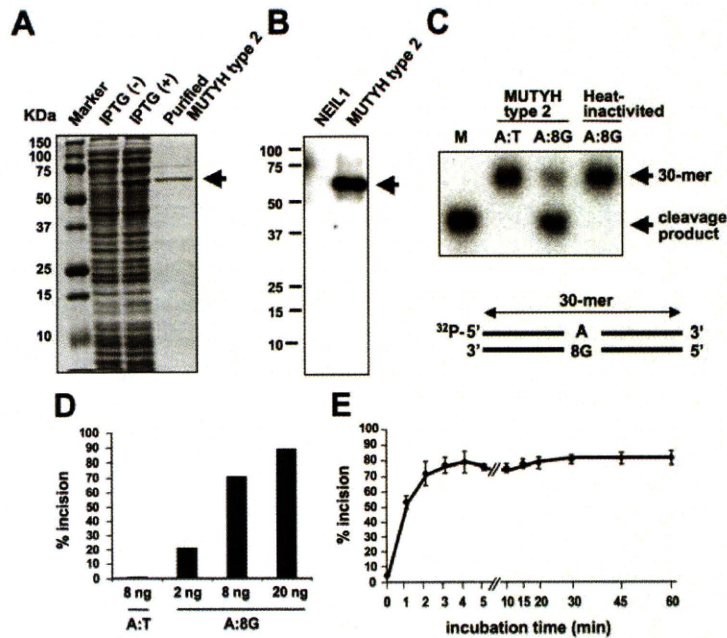 A
KDa
Marker
IPTG (-)
IPTG (+)
Purified
MUTYH type 2
150
100
75
50
37
25
15
10
B
NEIL1
MUTYH type 2
100
75
50
37
25
15
10
C
MUTYH type 2
Heat-inactivited
M A:T A:8G A:8G
30-mer
cleavage product
30-mer
32P-5' A 3'
3' 8G 5'
D
% incision
100
90
80
70
60
50
40
30
20
10
0
8 ng 2 ng 8 ng 20 ng
A:T A:8G
E
% incision
100
90
80
70
60
50
40
30
20
10
0
0 1 2 3 4 5 10 15 20 30 45 60
incubation time (min)